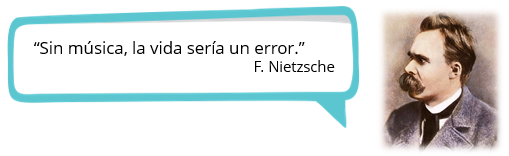 “Sin música, la vida sería un error.”
F. Nietzsche